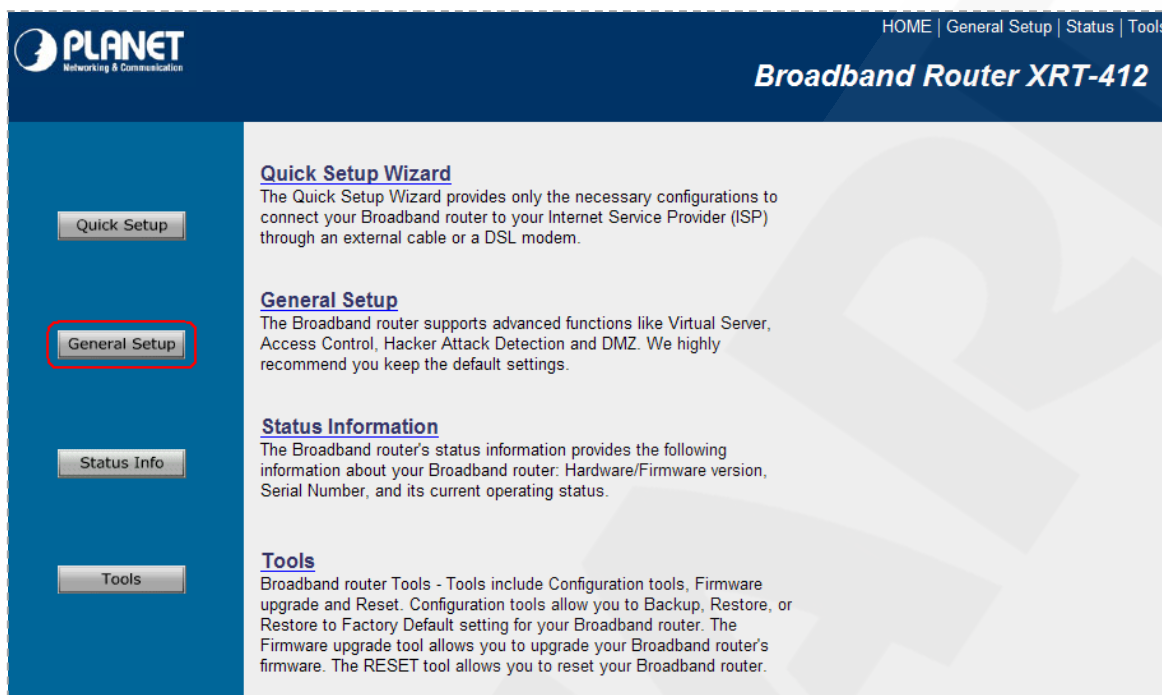 PLANET
Networking & Communication
HOME | General Setup | Status | Tools
Broadband Router XRT-412
Quick Setup
Quick Setup Wizard
The Quick Setup Wizard provides only the necessary configurations to
connect your Broadband router to your Internet Service Provider (ISP)
through an external cable or a DSL modem.
General Setup
General Setup
The Broadband router supports advanced functions like Virtual Server,
Access Control, Hacker Attack Detection and DMZ. We highly
recommend you keep the default settings.
Status Info
Status Information
The Broadband router's status information provides the following
information about your Broadband router: Hardware/Firmware version,
Serial Number, and its current operating status.
Tools
Tools
Broadband router Tools - Tools include Configuration tools, Firmware
upgrade and Reset. Configuration tools allow you to Backup, Restore, or
Restore to Factory Default setting for your Broadband router. The
Firmware upgrade tool allows you to upgrade your Broadband router's
firmware. The RESET tool allows you to reset your Broadband router.